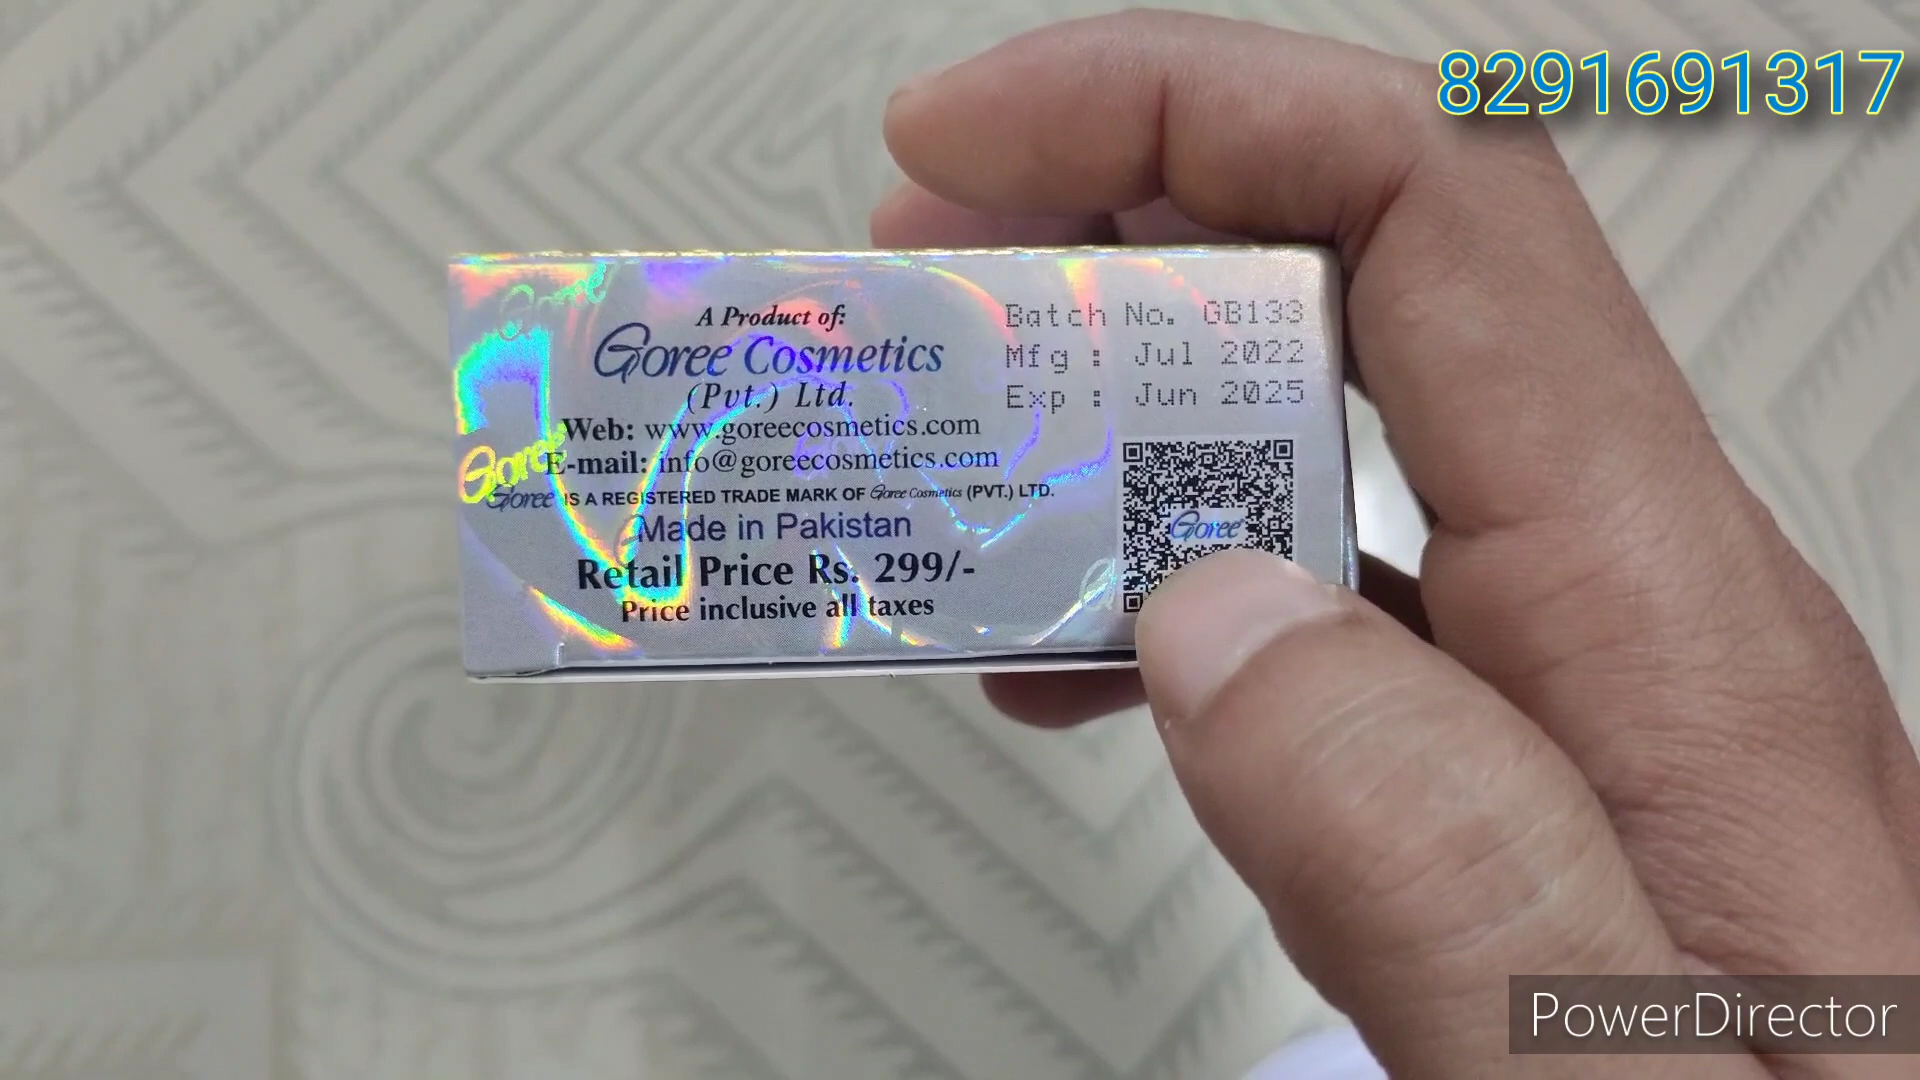 8291691317
A Product of:
Goree Cosmetics
(Pvt.) Ltd.
Web: www.goreecosmetics.com
E-mail: info@goreecosmetics.com
Goree IS A REGISTERED TRADE MARK OF Goree Cosmetics (PVT.) LTD.
Made in Pakistan
Retail Price Rs. 299/-
Price inclusive all taxes
Batch No. GB133
Mfg : Jul 2022
Exp : Jun 2025
Goree
Goree
Goree
PowerDirector